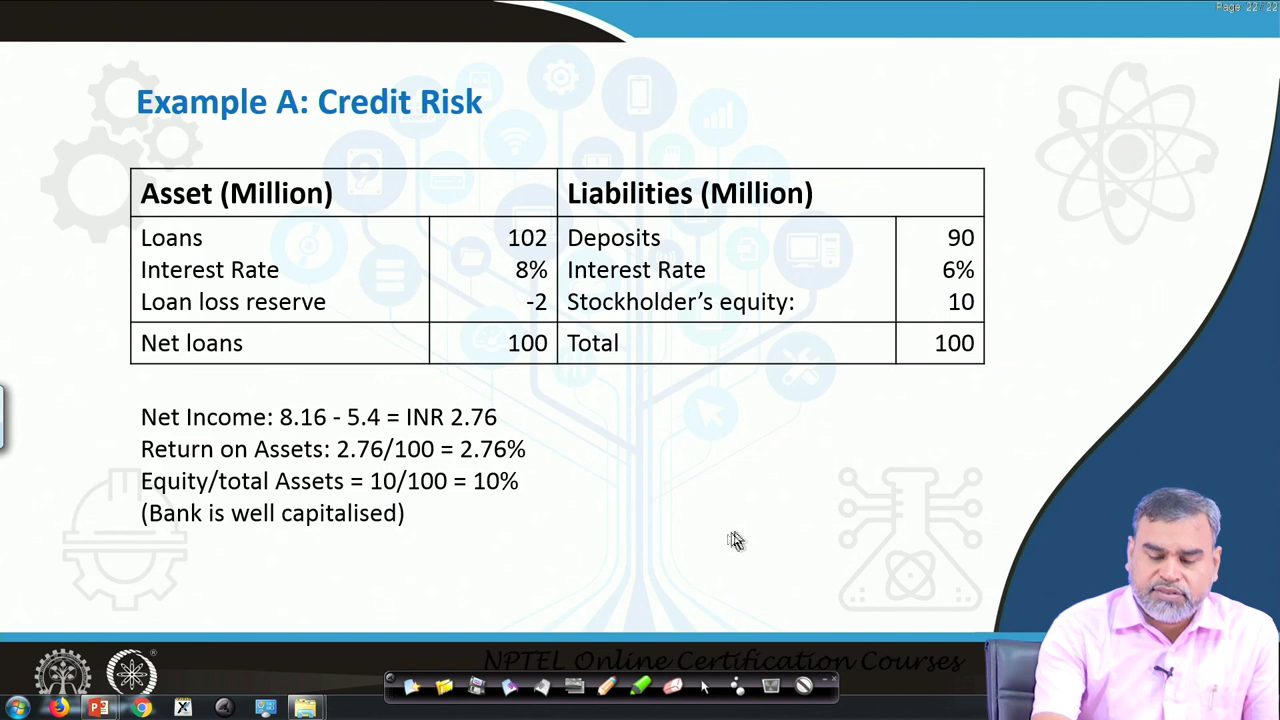 Page: 22 / 22
Example A: Credit Risk
Asset (Million) Liabilities (Million)
Loans 102 Deposits 90
Interest Rate 8% Interest Rate 6%
Loan loss reserve -2 Stockholder’s equity: 10
Net loans 100 Total 100
Net Income: 8.16 - 5.4 = INR 2.76
Return on Assets: 2.76/100 = 2.76%
Equity/total Assets = 10/100 = 10%
(Bank is well capitalised)
NPTEL Online Certification Courses